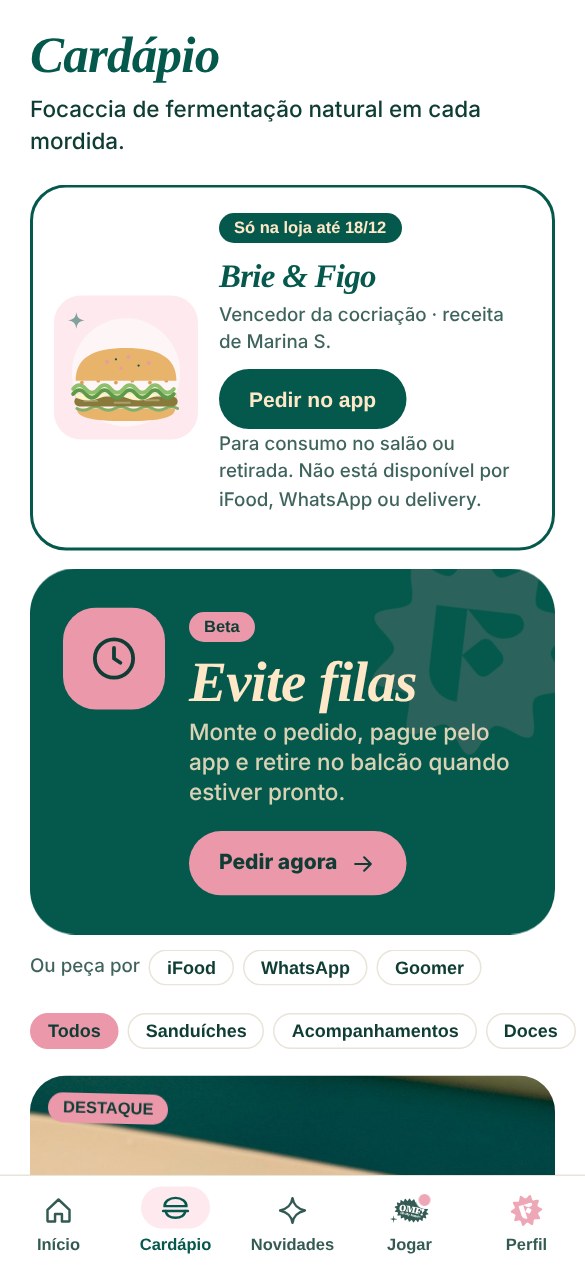 Cardápio
Focaccia de fermentação natural em cada
mordida.
Só na loja até 18/12
Brie & Figo
Vencedor da cocriação · receita
de Marina S.
Pedir no app
Para consumo no salão ou
retirada. Não está disponível por
iFood, WhatsApp ou delivery.
Beta
Evite filas
Monte o pedido, pague pelo
app e retire no balcão quando
estiver pronto.
Pedir agora →
Ou peça por iFood WhatsApp Goomer
Todos Sanduíches Acompanhamentos Doces
DESTAQUE
OME!
Início Cardápio Novidades Jogar Perfil